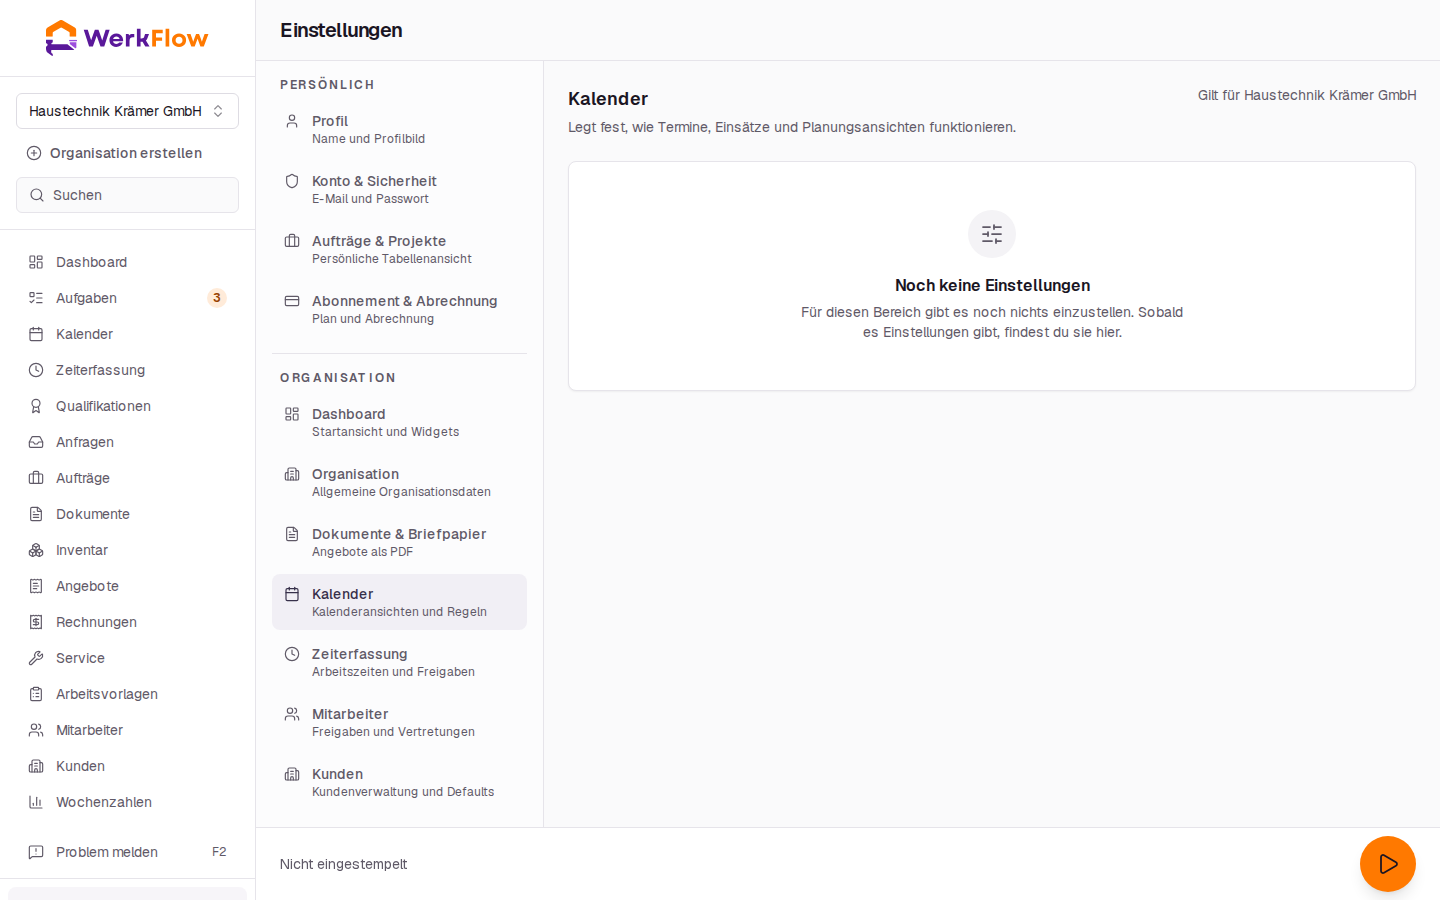 WerkFlow
Haustechnik Krämer GmbH
Organisation erstellen
Suchen
Dashboard
Aufgaben 3
Kalender
Zeiterfassung
Qualifikationen
Anfragen
Aufträge
Dokumente
Inventar
Angebote
Rechnungen
Service
Arbeitsvorlagen
Mitarbeiter
Kunden
Wochenzahlen
Problem melden F2
Einstellungen
PERSÖNLICH
Profil
Name und Profilbild
Konto & Sicherheit
E-Mail und Passwort
Aufträge & Projekte
Persönliche Tabellenansicht
Abonnement & Abrechnung
Plan und Abrechnung
ORGANISATION
Dashboard
Startansicht und Widgets
Organisation
Allgemeine Organisationsdaten
Dokumente & Briefpapier
Angebote als PDF
Kalender
Kalenderansichten und Regeln
Zeiterfassung
Arbeitszeiten und Freigaben
Mitarbeiter
Freigaben und Vertretungen
Kunden
Kundenverwaltung und Defaults
Kalender
Gilt für Haustechnik Krämer GmbH
Legt fest, wie Termine, Einsätze und Planungsansichten funktionieren.
Noch keine Einstellungen
Für diesen Bereich gibt es noch nichts einzustellen. Sobald
es Einstellungen gibt, findest du sie hier.
Nicht eingestempelt